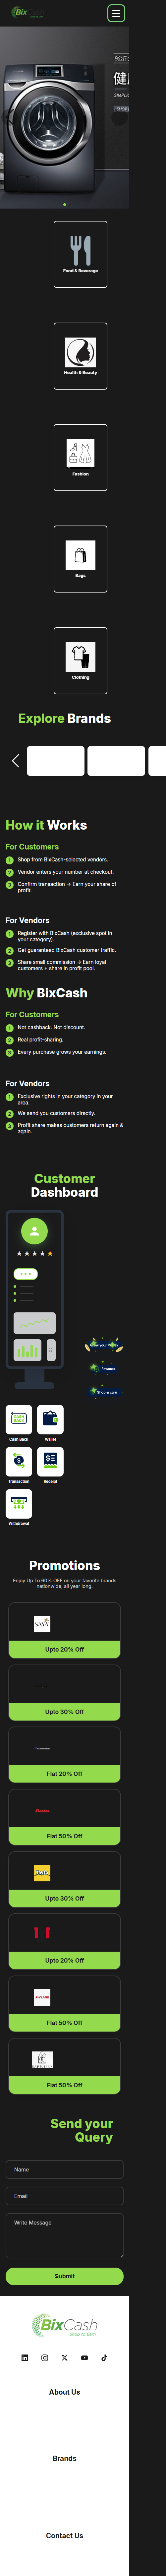 BixCash
SIMPLIC
Food & Beverage
Health & Beauty
Fashion
Bags
Clothing
Explore Brands
How it Works
For Customers
1 Shop from BixCash-selected vendors.
2 Vendor enters your number at checkout.
3 Confirm transaction → Earn your share of
profit.
For Vendors
1 Register with BixCash (exclusive spot in
your category).
2 Get guaranteed BixCash customer traffic.
3 Share small commission → Earn loyal
customers + share in profit pool.
Why BixCash
For Customers
1 Not cashback. Not discount.
2 Real profit-sharing.
3 Every purchase grows your earnings.
For Vendors
1 Exclusive rights in your category in your
area.
2 We send you customers directly.
3 Profit share makes customers return again &
again.
Customer
Dashboard
Rewards
Shop & Earn
CASH
BACK
Cash Back
Wallet
Transaction
Receipt
Withdrawal
Promotions
Enjoy Up To 60% OFF on your favorite brands
nationwide, all year long.
SAYA
Upto 20% Off
Upto 30% Off
Flat 20% Off
Flat 50% Off
Upto 30% Off
Upto 20% Off
Flat 50% Off
Flat 50% Off
Send your
Query
Name
Email
Write Message
Submit
BixCash
Shop to Earn
About Us
Brands
Contact Us